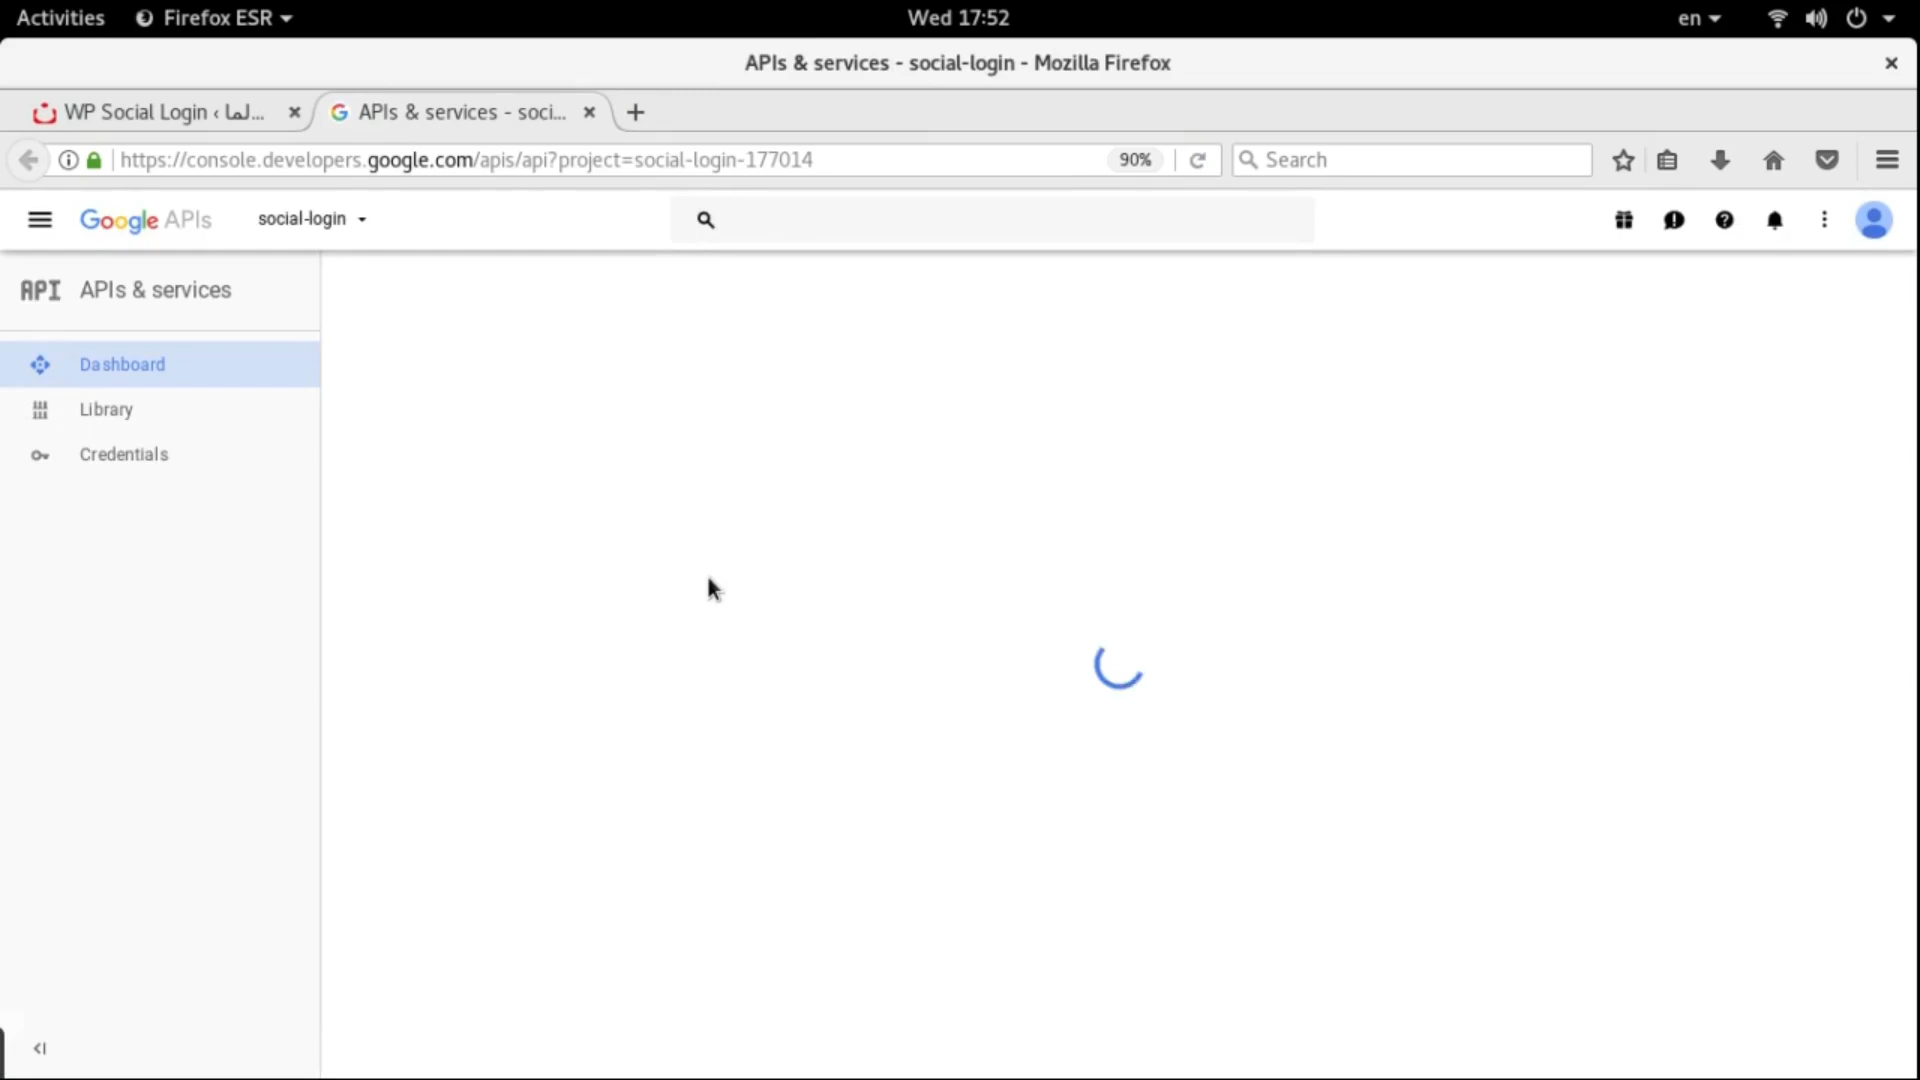 Activities
Firefox ESR
Wed 17:52
en
APIs & services - social-login - Mozilla Firefox
WP Social Login ‹ لما...
APIs & services - soci...
https://console.developers.google.com/apis/api?project=social-login-177014
90%
Search
Google APIs
social-login
API APIs & services
Dashboard
Library
Credentials